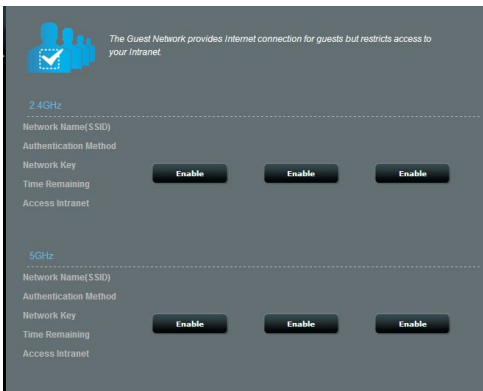 The Guest Network provides Internet connection for guests but restricts access to
your Intranet.
2.4GHz
Network Name(SSID)
Authentication Method
Network Key
Enable Enable Enable
Time Remaining
Access Intranet
5GHz
Network Name(SSID)
Authentication Method
Network Key
Enable Enable Enable
Time Remaining
Access Intranet